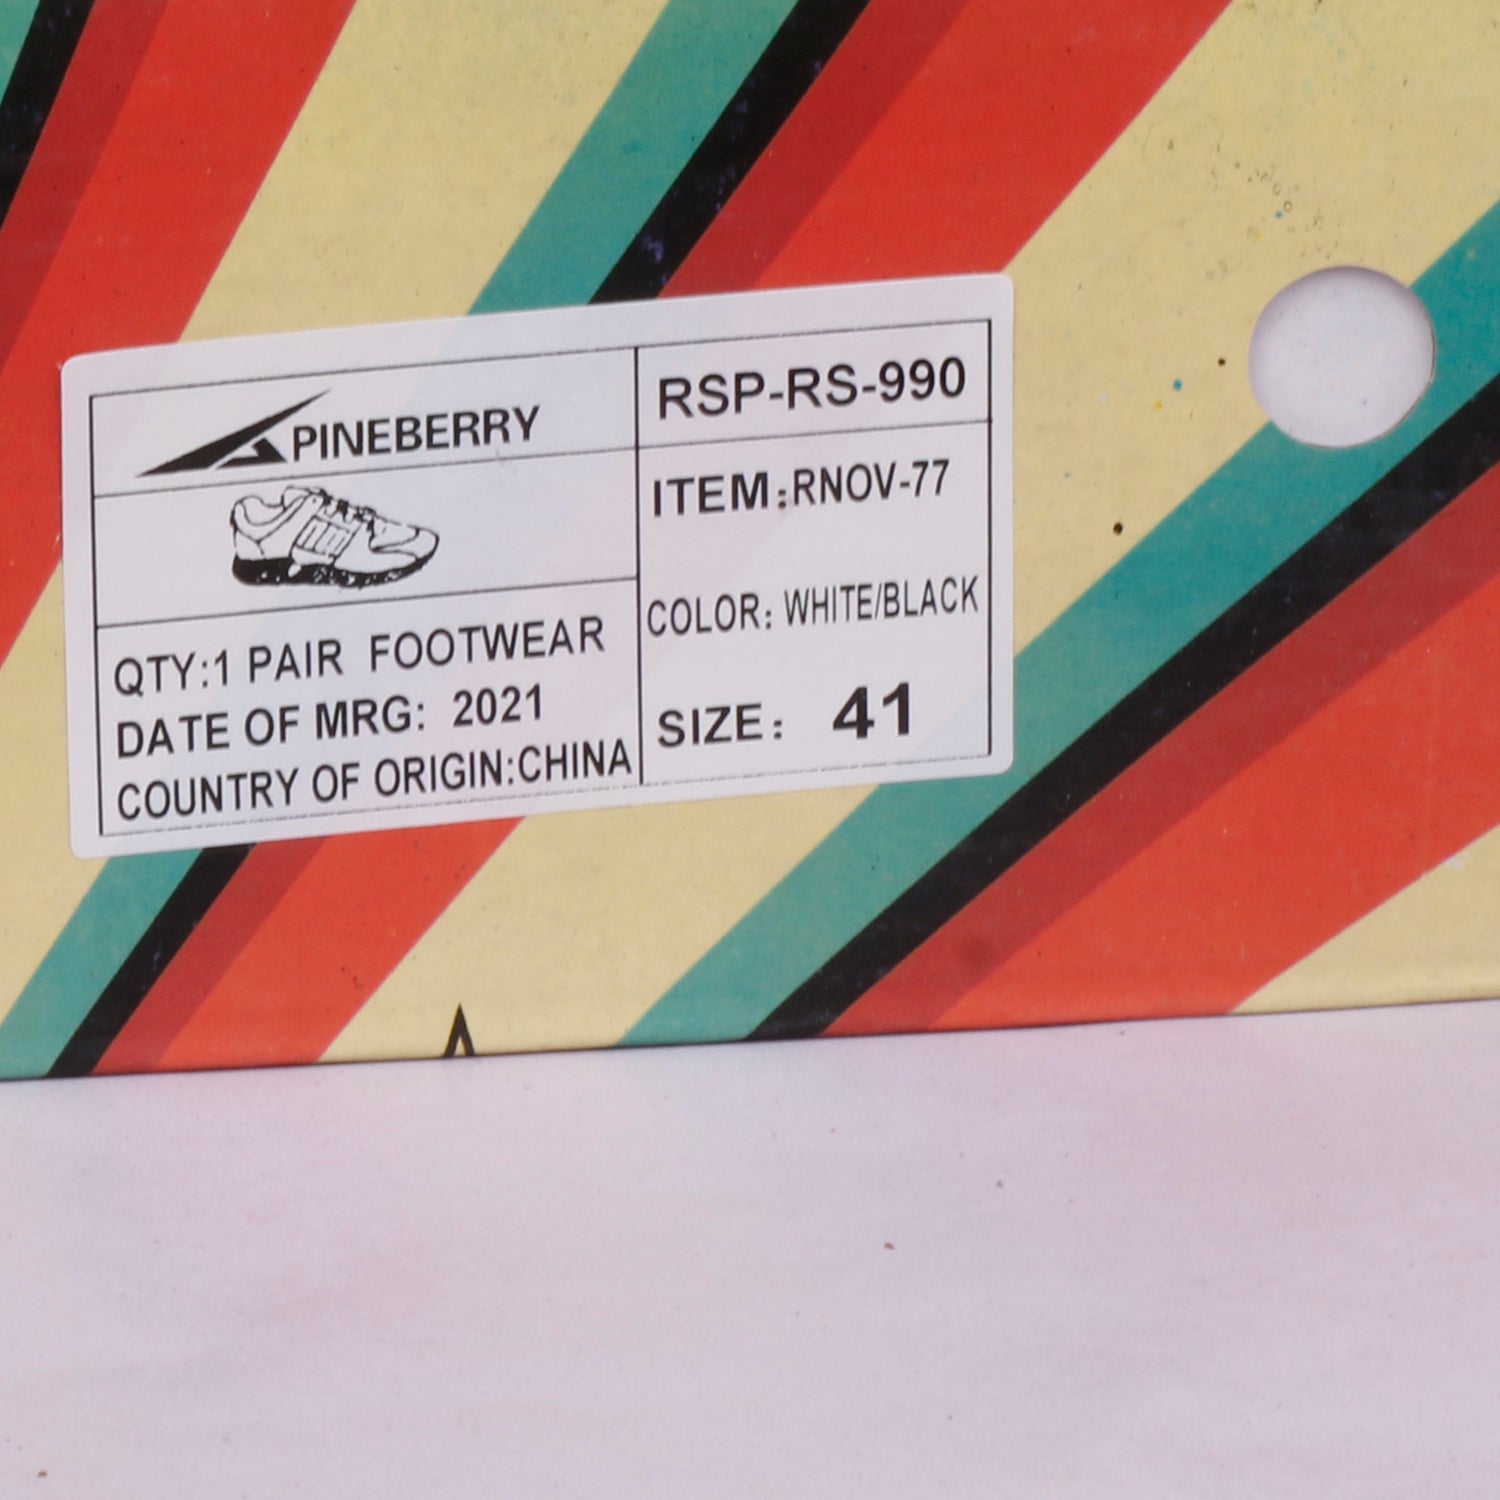 PINEBERRY
QTY:1 PAIR FOOTWEAR
DATE OF MRG: 2021
COUNTRY OF ORIGIN:CHINA
RSP-RS-990
ITEM:RNOV-77
COLOR: WHITE/BLACK
SIZE: 41